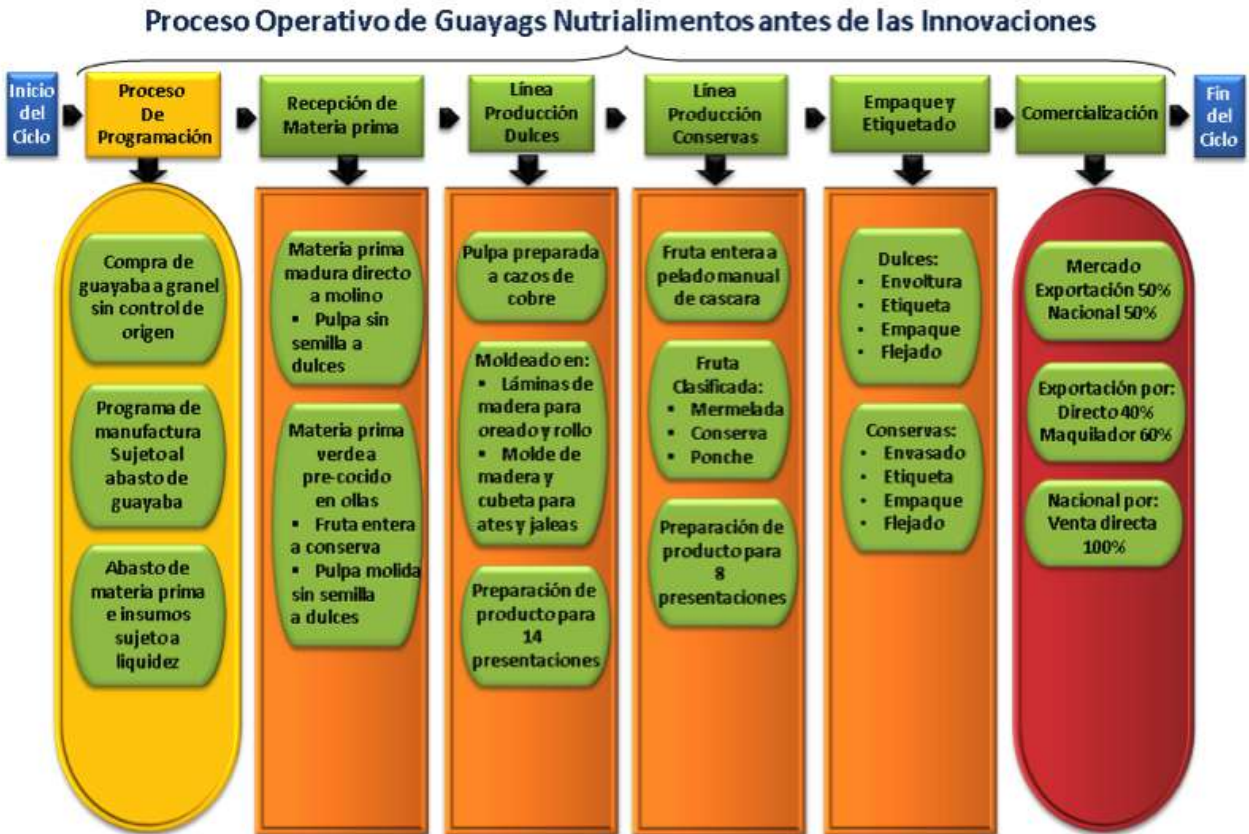 Proceso Operativo de Guayags Nutrialimentos antes de las Innovaciones
Inicio
del
Ciclo
Proceso
De
Programación
Recepción de
Materia prima
Línea
Producción
Dulces
Línea
Producción
Conservas
Empaque y
Etiquetado
Comercialización
Fin
del
Ciclo
Compra de
guayaba a granel
sin control de
origen
Programa de
manufactura
Sujeto al
abasto de
guayaba
Abasto de
materia prima
e insumos
sujeto a
liquidez
Materia prima
madura directo
a molino
▪ Pulpa sin
semilla a
dulces
Materia prima
verde a
pre-cocido
en ollas
▪ Fruta entera
a conserva
▪ Pulpa molida
sin semilla
a dulces
Pulpa preparada
a cazos de
cobre
Moldeado en:
▪ Láminas de
madera para
oreado y rollo
▪ Molde de
madera y
cubeta para
ates y jaleas
Preparación de
producto para
14
presentaciones
Fruta entera a
pelado manual
de cascara
Fruta
Clasificada:
▪ Mermelada
▪ Conserva
▪ Ponche
Preparación de
producto para
8
presentaciones
Dulces:
• Envoltura
• Etiqueta
• Empaque
• Flejado
Conservas:
• Envasado
• Etiqueta
• Empaque
• Flejado
Mercado
Exportación 50%
Nacional 50%
Exportación por:
Directo 40%
Maquilador 60%
Nacional por:
Venta directa
100%